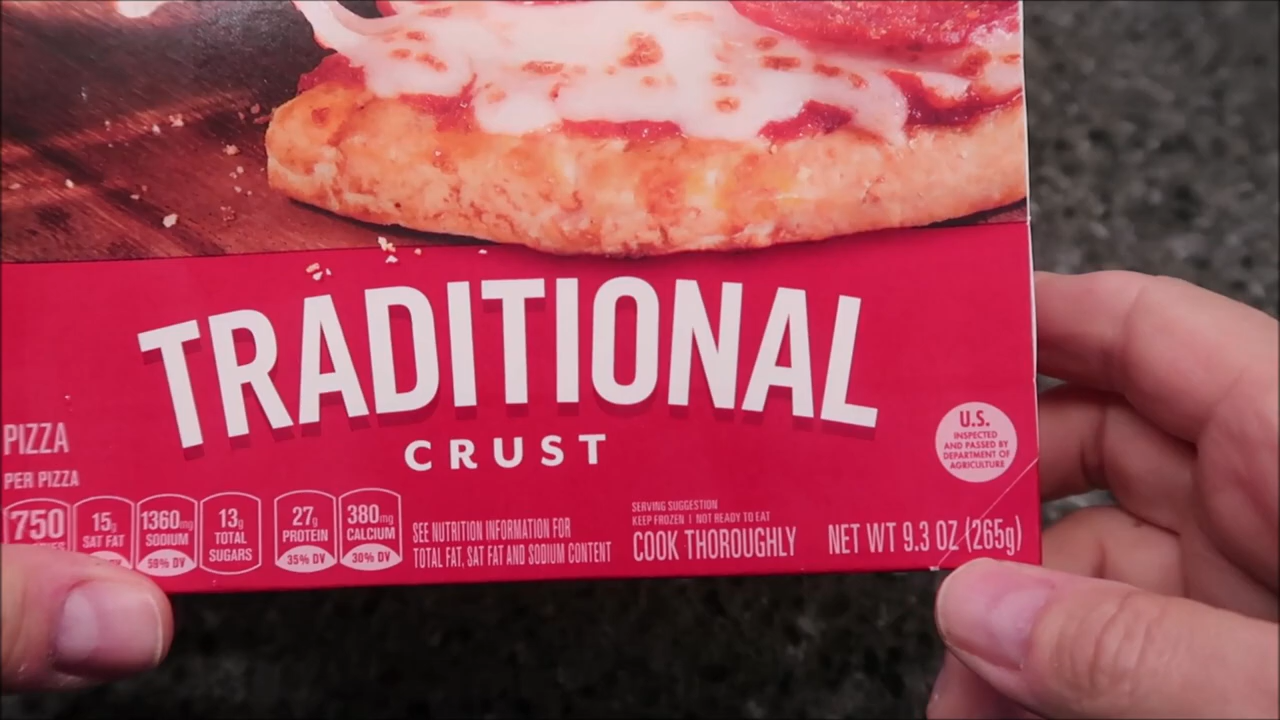 TRADITIONAL
CRUST
PIZZA
PER PIZZA
750
15g
SAT FAT
1360mg
SODIUM
59% DV
13g
TOTAL
SUGARS
27g
PROTEIN
35% DV
380mg
CALCIUM
30% DV
SEE NUTRITION INFORMATION FOR
TOTAL FAT, SAT FAT AND SODIUM CONTENT
SERVING SUGGESTION
KEEP FROZEN | NOT READY TO EAT
COOK THOROUGHLY
NET WT 9.3 OZ (265g)
U.S.
INSPECTED
AND PASSED BY
DEPARTMENT OF
AGRICULTURE